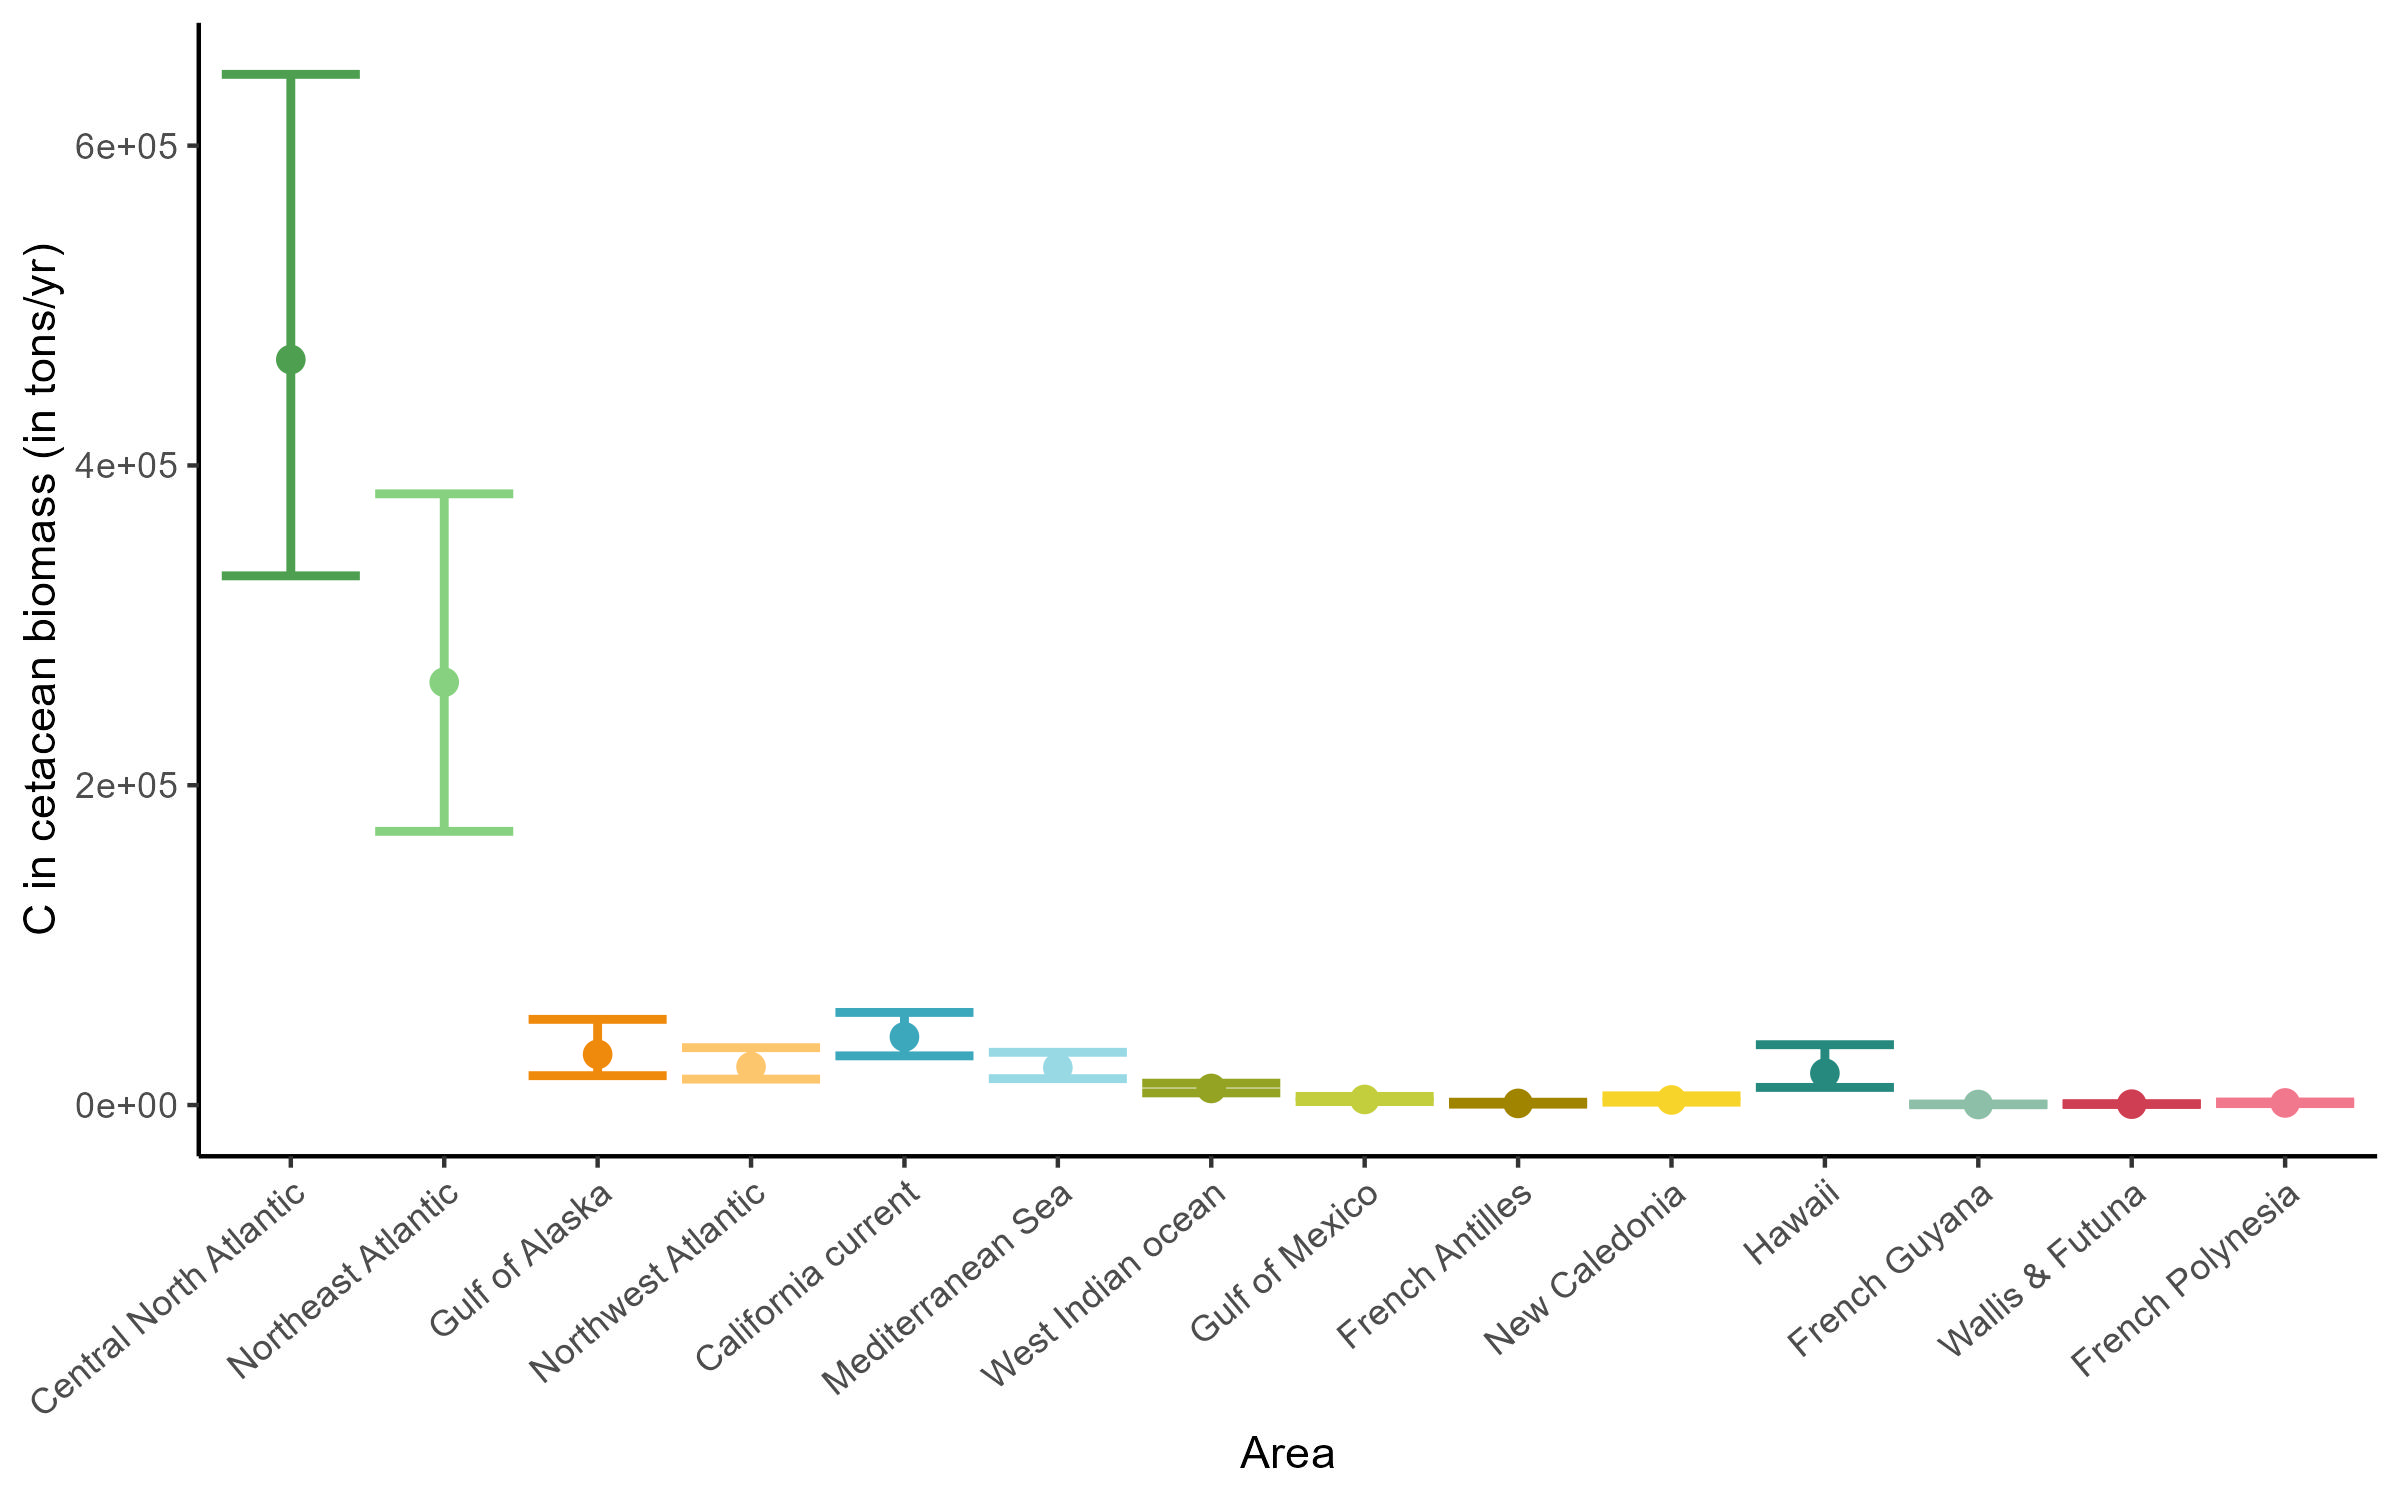 C in cetacean biomass (in tons/yr)
6e+05
4e+05
2e+05
0e+00
Central North Atlantic
Northeast Atlantic
Gulf of Alaska
Northwest Atlantic
California current
Mediterranean Sea
West Indian ocean
Gulf of Mexico
French Antilles
New Caledonia
Hawaii
French Guyana
Wallis & Futuna
French Polynesia
Area